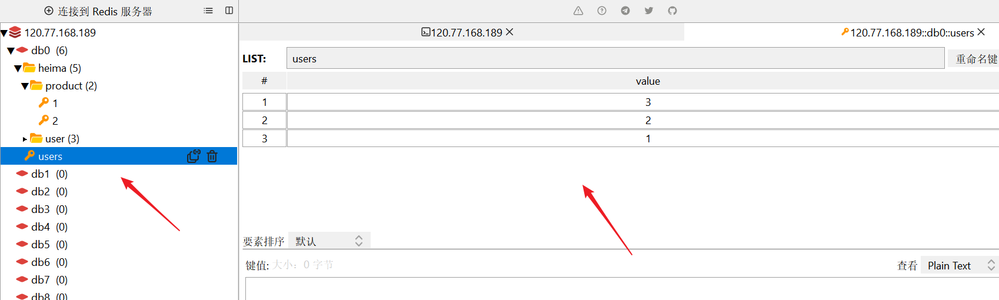 连接到 Redis 服务器
120.77.168.189
db0 (6)
heima (5)
product (2)
1
2
user (3)
users
db1 (0)
db2 (0)
db3 (0)
db4 (0)
db5 (0)
db6 (0)
db7 (0)
db8 (0)
120.77.168.189
120.77.168.189::db0::users
LIST: users 重命名键
# value
1 3
2 2
3 1
要素排序 默认
键值: 大小: 0 字节 查看 Plain Text